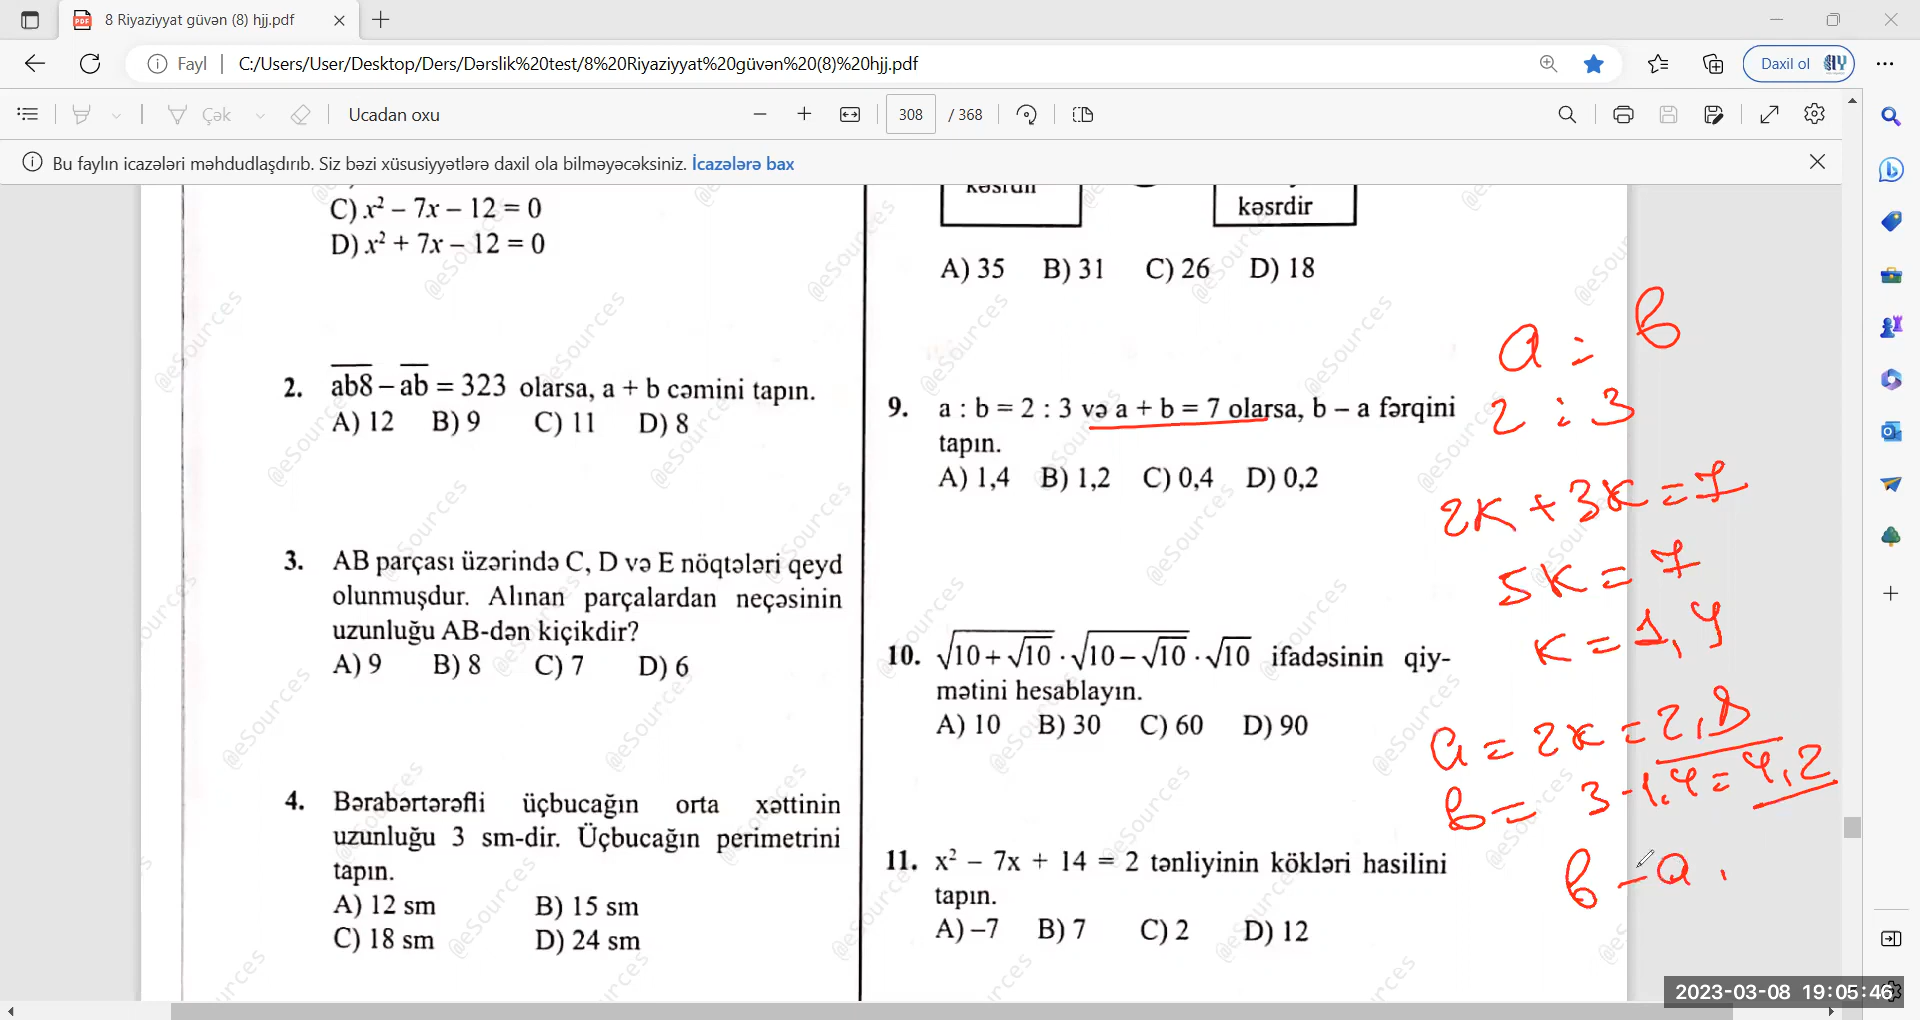 8 Riyaziyyat güvən (8) hjj.pdf
Fayl
C:/Users/User/Desktop/Ders/Dərslik%20test/8%20Riyaziyyat%20güvən%20(8)%20hjj.pdf
Daxil ol
Çək
Ucadan oxu
308 / 368
Bu faylın icazələri məhdudlaşdırıb. Siz bəzi xüsusiyyətlərə daxil ola bilməyəcəksiniz. İcazələrə bax
C) x² – 7x – 12 = 0
D) x² + 7x – 12 = 0
2. ab8 – ab = 323 olarsa, a + b cəmini tapın.
A) 12 B) 9 C) 11 D) 8
3. AB parçası üzərində C, D və E nöqtələri qeyd
olunmuşdur. Alınan parçalardan neçəsinin
uzunluğu AB-dən kiçikdir?
A) 9 B) 8 C) 7 D) 6
4. Bərabərtərəfli üçbucağın orta xəttinin
uzunluğu 3 sm-dir. Üçbucağın perimetrini
tapın.
A) 12 sm B) 15 sm
C) 18 sm D) 24 sm
kəsrdir
A) 35 B) 31 C) 26 D) 18
9. a : b = 2 : 3 və a + b = 7 olarsa, b – a fərqini
tapın.
A) 1,4 B) 1,2 C) 0,4 D) 0,2
10. √(10 + √10) · √(10 – √10) · √10 ifadəsinin qiy-
mətini hesablayın.
A) 10 B) 30 C) 60 D) 90
11. x² – 7x + 14 = 2 tənliyinin kökləri hasilini
tapın.
A) –7 B) 7 C) 2 D) 12
a : b
2 : 3
2k + 3k = 7
5k = 7
k = 1,4
a = 2k = 2,8
b = 3·1,4 = 4,2
b – a
@eSources
2023-03-08 19:05:46